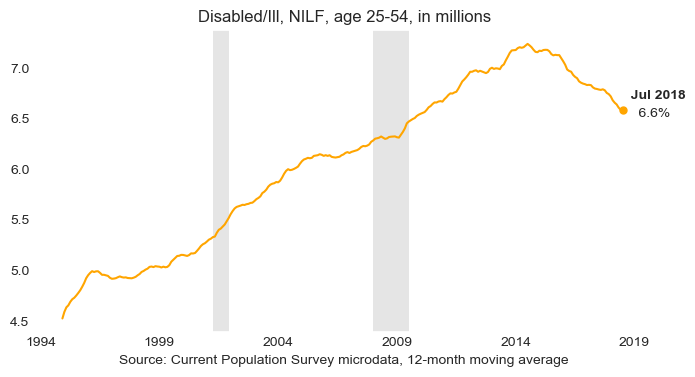 Disabled/Ill, NILF, age 25-54, in millions
7.0
6.5
6.0
5.5
5.0
4.5
Jul 2018
6.6%
1994 1999 2004 2009 2014 2019
Source: Current Population Survey microdata, 12-month moving average